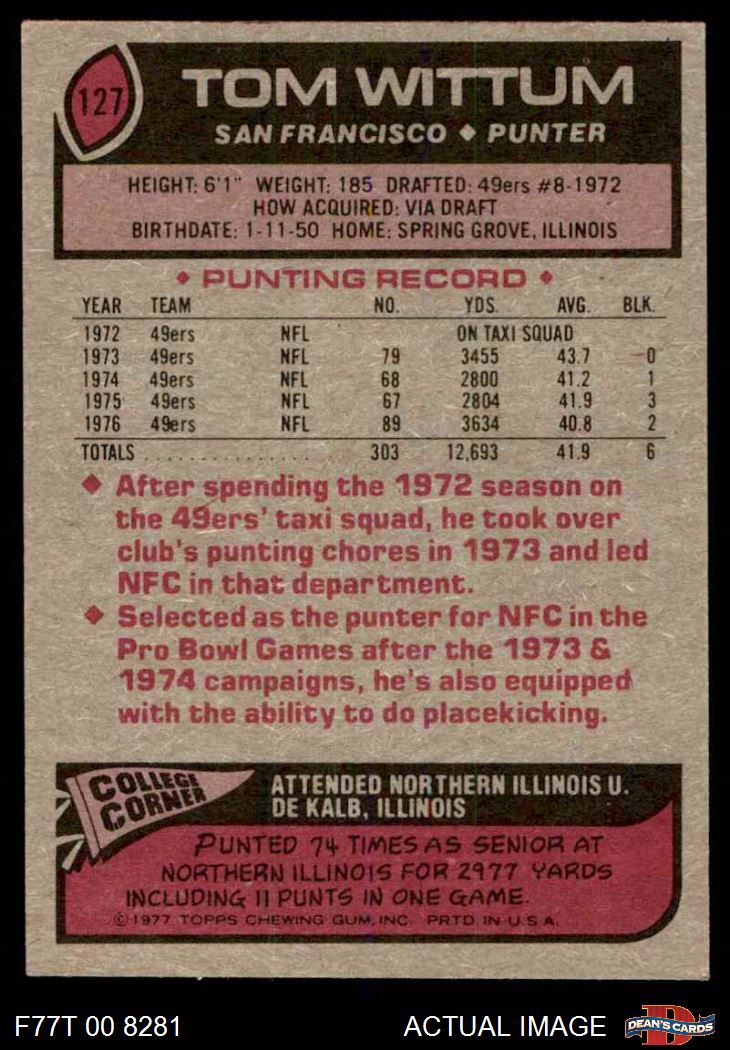 127
TOM WITTUM
SAN FRANCISCO ♦ PUNTER
HEIGHT: 6'1" WEIGHT: 185 DRAFTED: 49ers #8-1972
HOW ACQUIRED: VIA DRAFT
BIRTHDATE: 1-11-50 HOME: SPRING GROVE, ILLINOIS
♦ PUNTING RECORD ♦
YEAR TEAM NO. YDS. AVG. BLK.
1972 49ers NFL ON TAXI SQUAD
1973 49ers NFL 79 3455 43.7 0
1974 49ers NFL 68 2800 41.2 1
1975 49ers NFL 67 2804 41.9 3
1976 49ers NFL 89 3634 40.8 2
TOTALS . . . . . . . . . . . . . . . 303 12,693 41.9 6
♦ After spending the 1972 season on
the 49ers' taxi squad, he took over
club's punting chores in 1973 and led
NFC in that department.
♦ Selected as the punter for NFC in the
Pro Bowl Games after the 1973 &
1974 campaigns, he's also equipped
with the ability to do placekicking.
COLLEGE
CORNER
ATTENDED NORTHERN ILLINOIS U.
DE KALB, ILLINOIS
PUNTED 74 TIMES AS SENIOR AT
NORTHERN ILLINOIS FOR 2977 YARDS
INCLUDING 11 PUNTS IN ONE GAME.
©1977 TOPPS CHEWING GUM, INC. PRTD IN U.S.A.
F77T 00 8281 ACTUAL IMAGE
D
DEAN'S CARDS